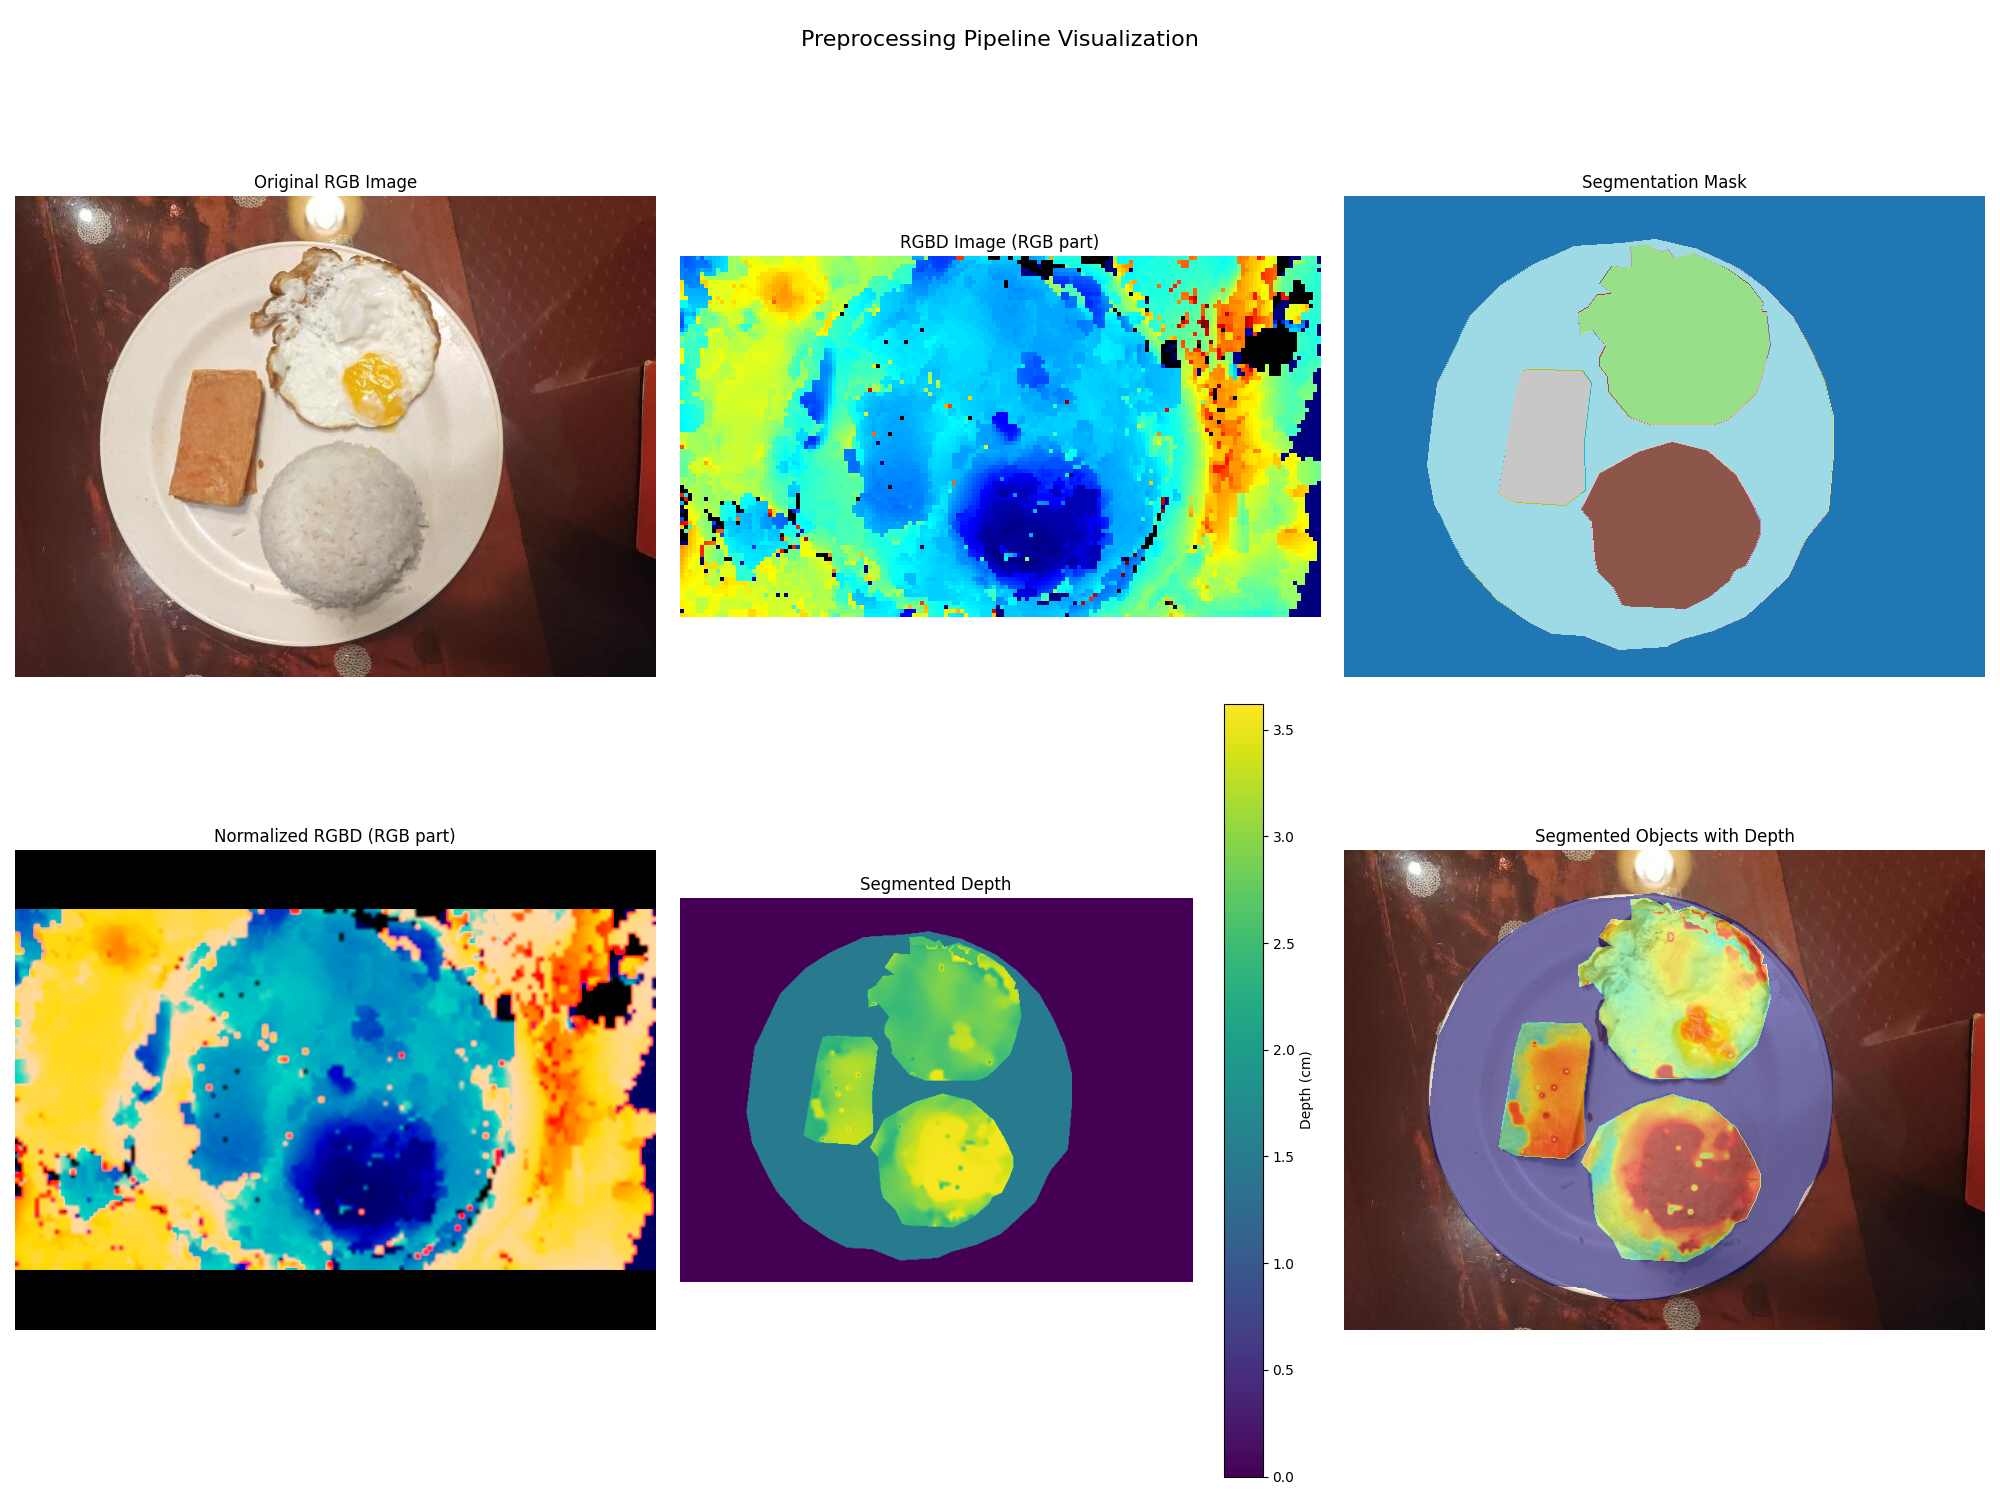 Preprocessing Pipeline Visualization
Original RGB Image
RGBD Image (RGB part)
Segmentation Mask
Normalized RGBD (RGB part)
Segmented Depth
3.5
3.0
2.5
2.0
1.5
1.0
0.5
0.0
Depth (cm)
Segmented Objects with Depth